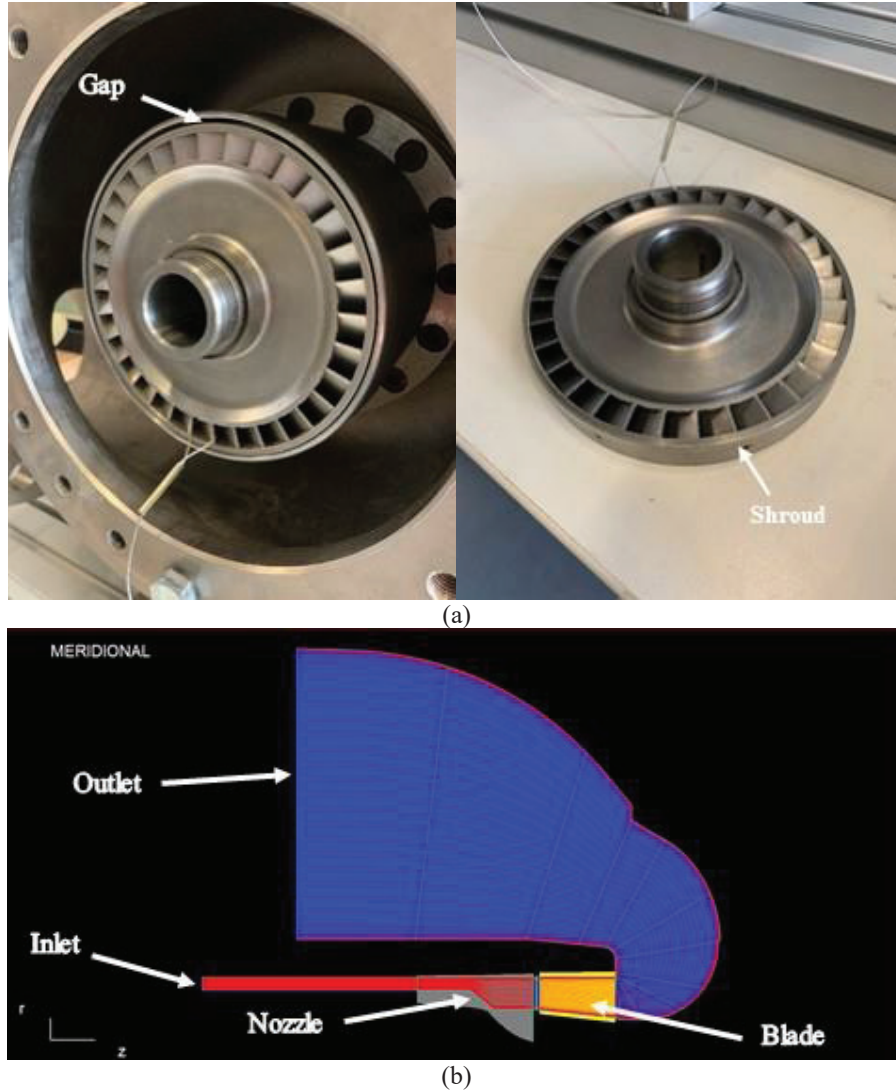 Gap
Shroud
(a)
MERIDIONAL
Outlet
Inlet
Nozzle
Blade
r
z
(b)